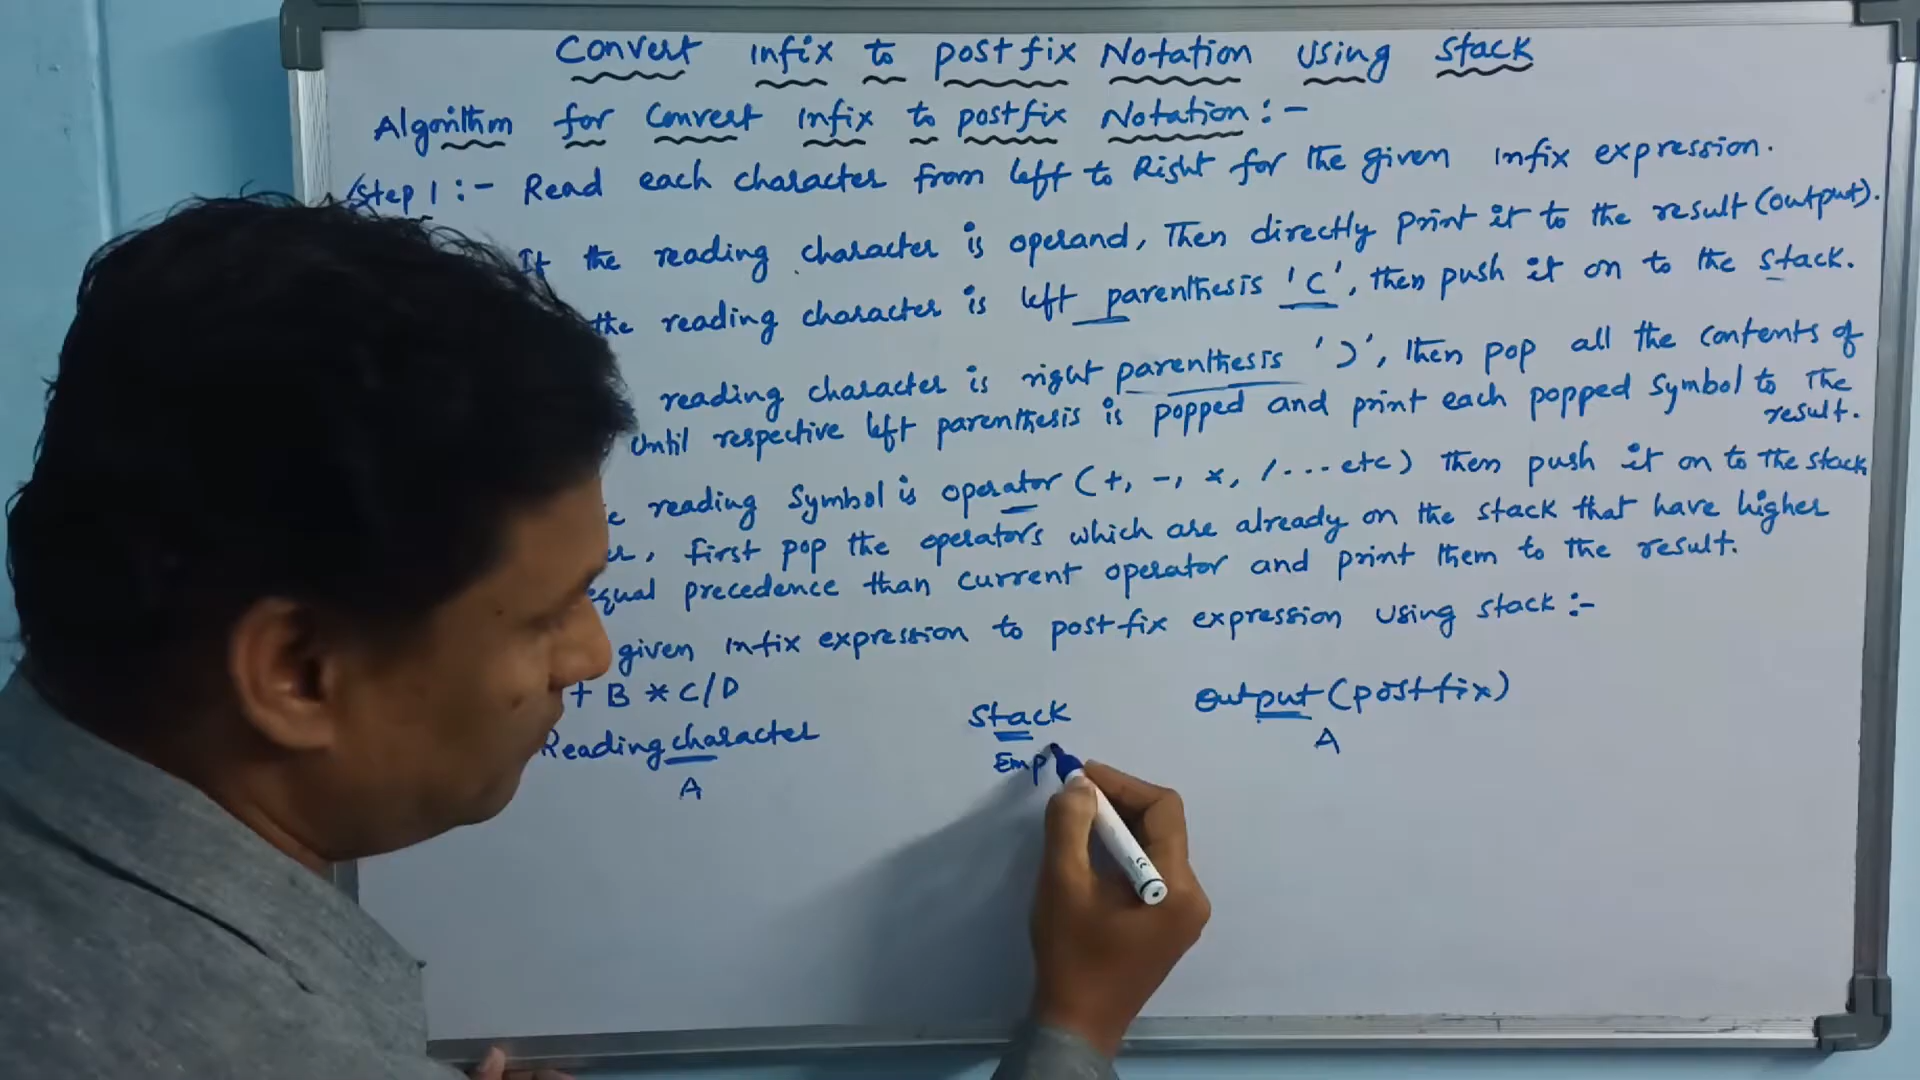 Convert infix to postfix Notation Using Stack
Algorithm for Convert infix to postfix Notation:-
Step 1:- Read each character from left to Right for the given infix expression.
If the reading character is operand, Then directly print it to the result (output).
the reading character is left parenthesis '(', then push it on to the stack.
reading character is right parenthesis ')', then pop all the contents of
Until respective left parenthesis is popped and print each popped Symbol to The
result.
reading Symbol is operator (+, -, *, /...etc) then push it on to The stack
first pop the operators which are already on the stack that have higher
equal precedence than current operator and print them to the result.
given infix expression to postfix expression using stack:-
+ B * C/D
Reading character Stack Output (postfix)
A Emp A